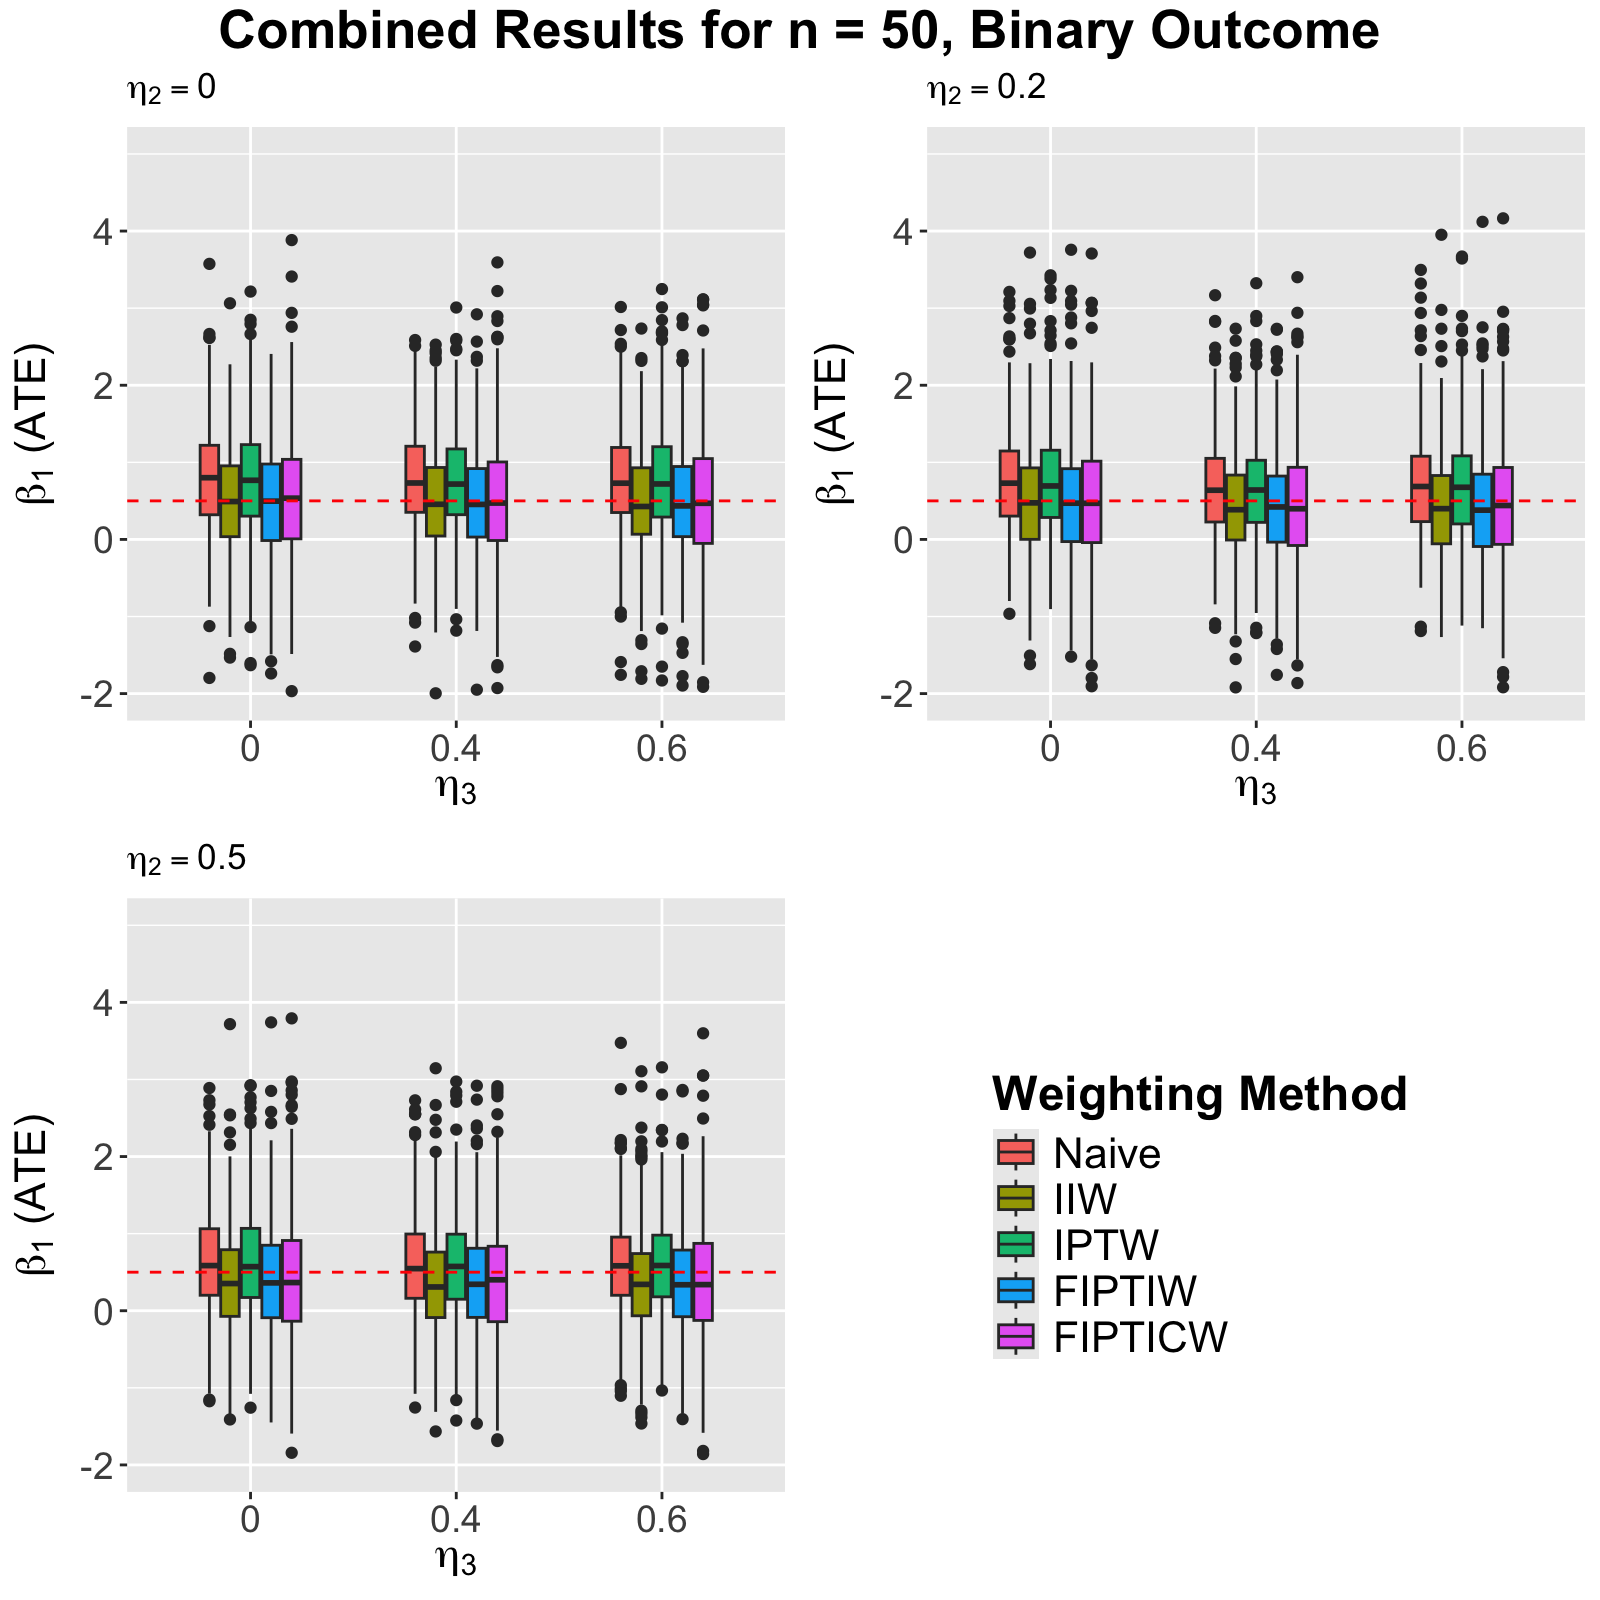 Combined Results for n = 50, Binary Outcome
η₂ = 0
4
2
0
-2
β₁ (ATE)
0 0.4 0.6
η₃
η₂ = 0.2
4
2
0
-2
β₁ (ATE)
0 0.4 0.6
η₃
η₂ = 0.5
4
2
0
-2
β₁ (ATE)
0 0.4 0.6
η₃
Weighting Method
Naive
IIW
IPTW
FIPTIW
FIPTICW